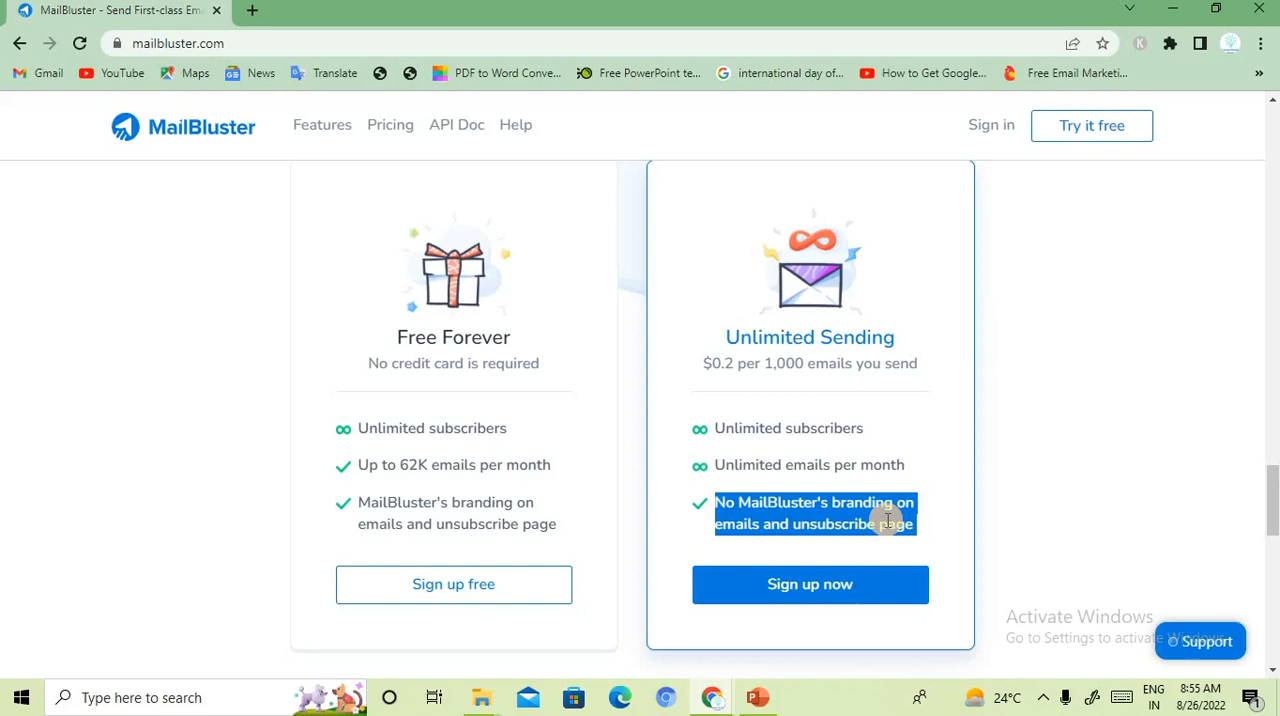 MailBluster - Send First-class Em
mailbluster.com
K
Gmail
YouTube
Maps
News
Translate
PDF to Word Conve...
Free PowerPoint te...
international day of...
How to Get Google...
Free Email Marketi...
»
MailBluster
Features
Pricing
API Doc
Help
Sign in
Try it free
Free Forever
No credit card is required
Unlimited subscribers
Up to 62K emails per month
MailBluster's branding on
emails and unsubscribe page
Sign up free
Unlimited Sending
$0.2 per 1,000 emails you send
Unlimited subscribers
Unlimited emails per month
No MailBluster's branding on
emails and unsubscribe page
Sign up now
Activate Windows
Go to Settings to activate Windows.
Support
Type here to search
24°C
ENG
IN
8:55 AM
8/26/2022
1